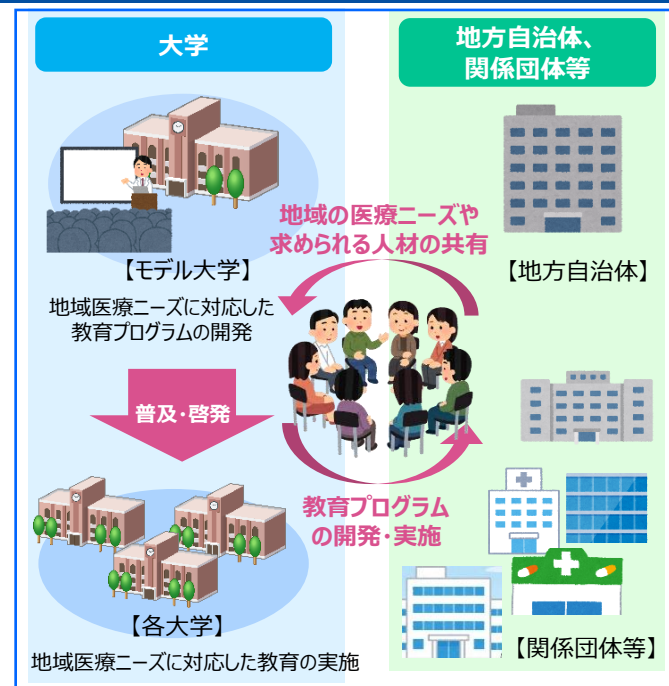 大学
地方自治体、
関係団体等
地域の医療ニーズや
求められる人材の共有
【モデル大学】
地域医療ニーズに対応した
教育プログラムの開発
【地方自治体】
普及・啓発
教育プログラム
の開発・実施
【各大学】
地域医療ニーズに対応した教育の実施
【関係団体等】